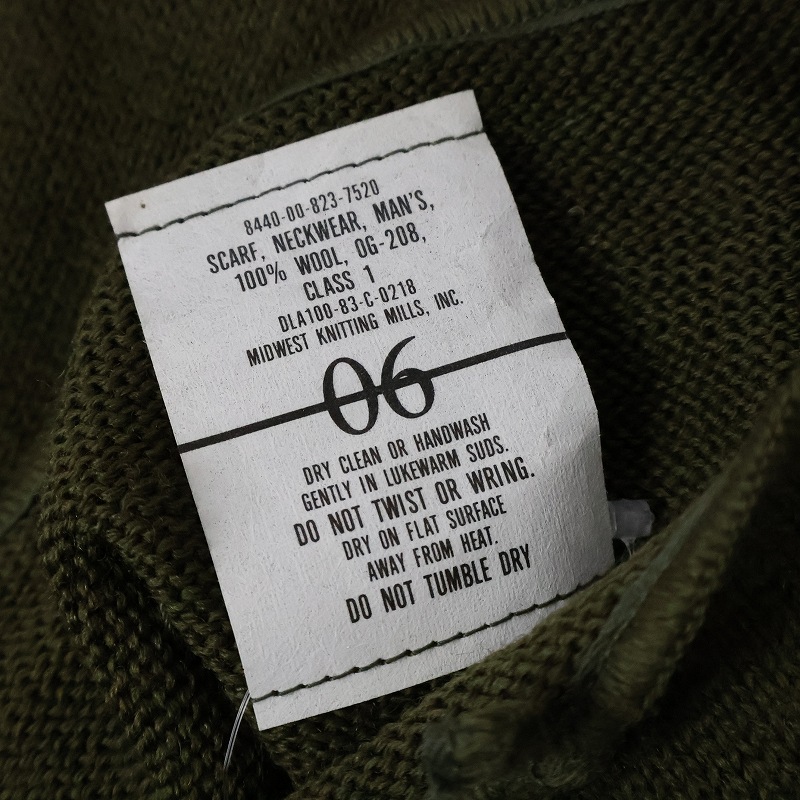 8440-00-823-7520
SCARF, NECKWEAR, MAN'S,
100% WOOL, OG-208,
CLASS 1
DLA100-83-C-0218
MIDWEST KNITTING MILLS, INC.
06
DRY CLEAN OR HANDWASH
GENTLY IN LUKEWARM SUDS.
DO NOT TWIST OR WRING.
DRY ON FLAT SURFACE
AWAY FROM HEAT.
DO NOT TUMBLE DRY